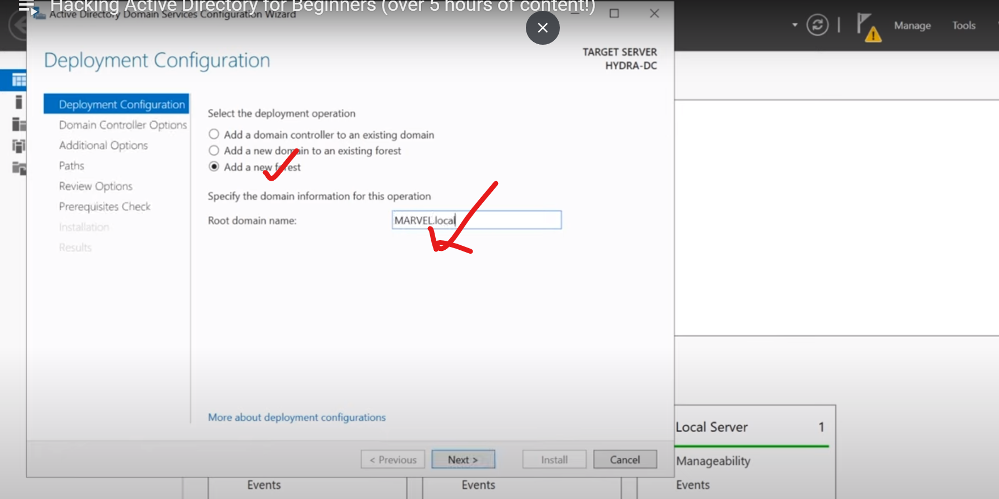 Hacking Active Directory for Beginners (over 5 hours of content!)
Active Directory Domain Services Configuration Wizard
Manage
Tools
Deployment Configuration
TARGET SERVER
HYDRA-DC
Deployment Configuration
Domain Controller Options
Additional Options
Paths
Review Options
Prerequisites Check
Installation
Results
Select the deployment operation
Add a domain controller to an existing domain
Add a new domain to an existing forest
Add a new forest
Specify the domain information for this operation
Root domain name:
MARVEL.local
More about deployment configurations
< Previous
Next >
Install
Cancel
Local Server
1
Manageability
Events
Events
Events